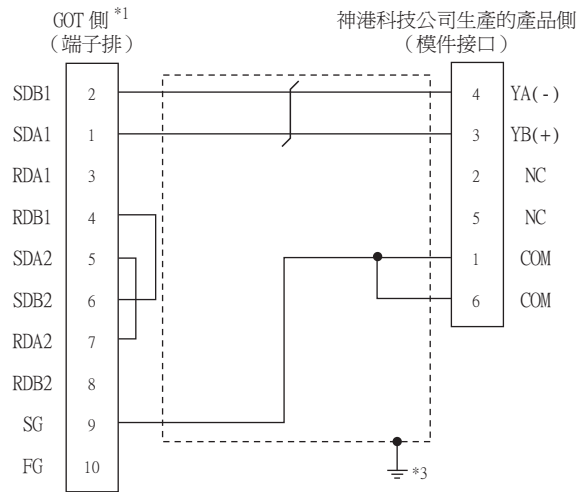 GOT 側 *1
（端子排）
神港科技公司生產的產品側
（模件接口）
SDB1 2 4 YA(-)
SDA1 1 3 YB(+)
RDA1 3 2 NC
RDB1 4 5 NC
SDA2 5 1 COM
SDB2 6 6 COM
RDA2 7
RDB2 8
SG 9
FG 10
*3